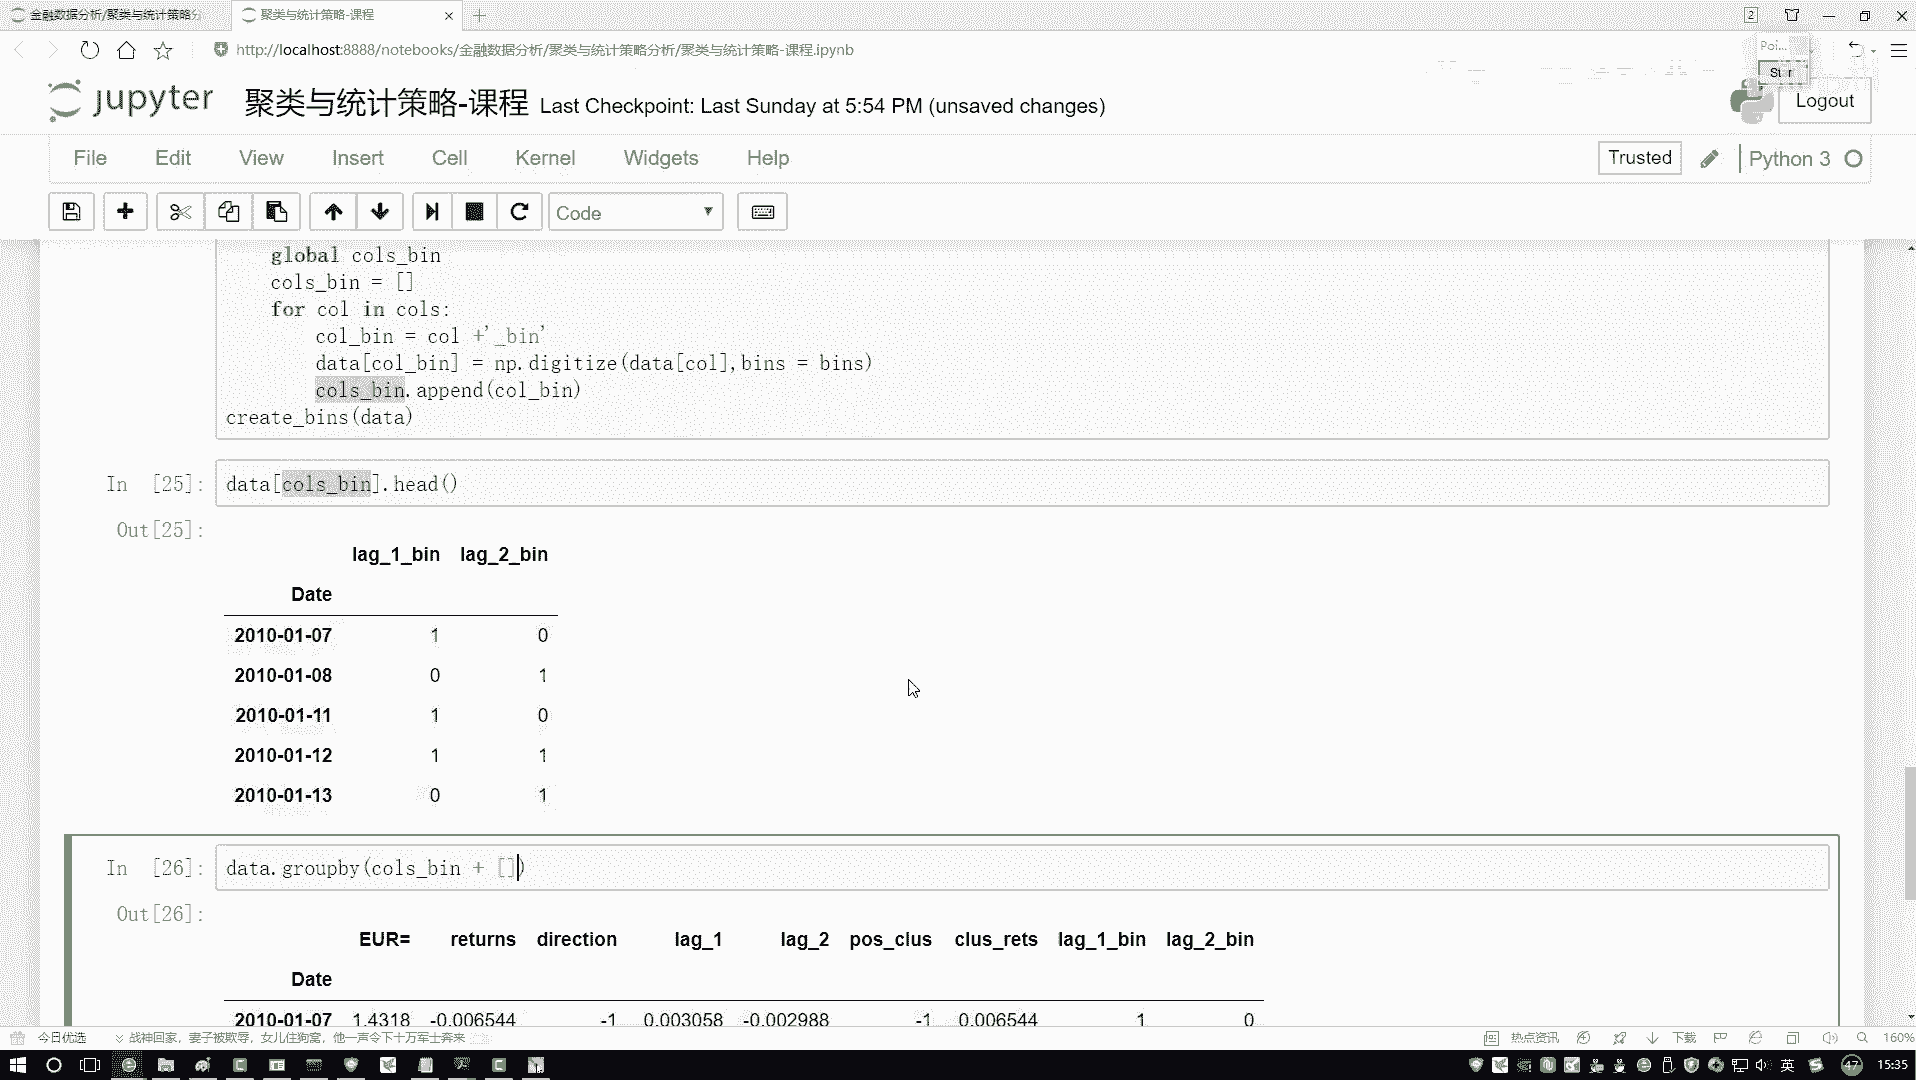 金融数据分析/聚类与统计策略分
聚类与统计策略-课程
2
http://localhost:8888/notebooks/金融数据分析/聚类与统计策略分析/聚类与统计策略-课程.ipynb
Poi...
Star
jupyter
聚类与统计策略-课程 Last Checkpoint: Last Sunday at 5:54 PM (unsaved changes)
Logout
File Edit View Insert Cell Kernel Widgets Help
Trusted
Python 3
Code
global cols_bin
cols_bin = []
for col in cols:
col_bin = col +'_bin'
data[col_bin] = np.digitize(data[col],bins = bins)
cols_bin.append(col_bin)
create_bins(data)
In [25]: data[cols_bin].head()
Out[25]:
lag_1_bin lag_2_bin
Date
2010-01-07 1 0
2010-01-08 0 1
2010-01-11 1 0
2010-01-12 1 1
2010-01-13 0 1
In [26]: data.groupby(cols_bin + [])
Out[26]:
EUR= returns direction lag_1 lag_2 pos_clus clus_rets lag_1_bin lag_2_bin
Date
2010-01-07 1.4318 -0.006544 -1 0.003058 -0.002988 -1 0.006544 1 0
今日优选
战神回家，妻子被欺辱，女儿住狗窝，他一声令下十万军士奔来
热点资讯
下载
160%
英
47
15:35